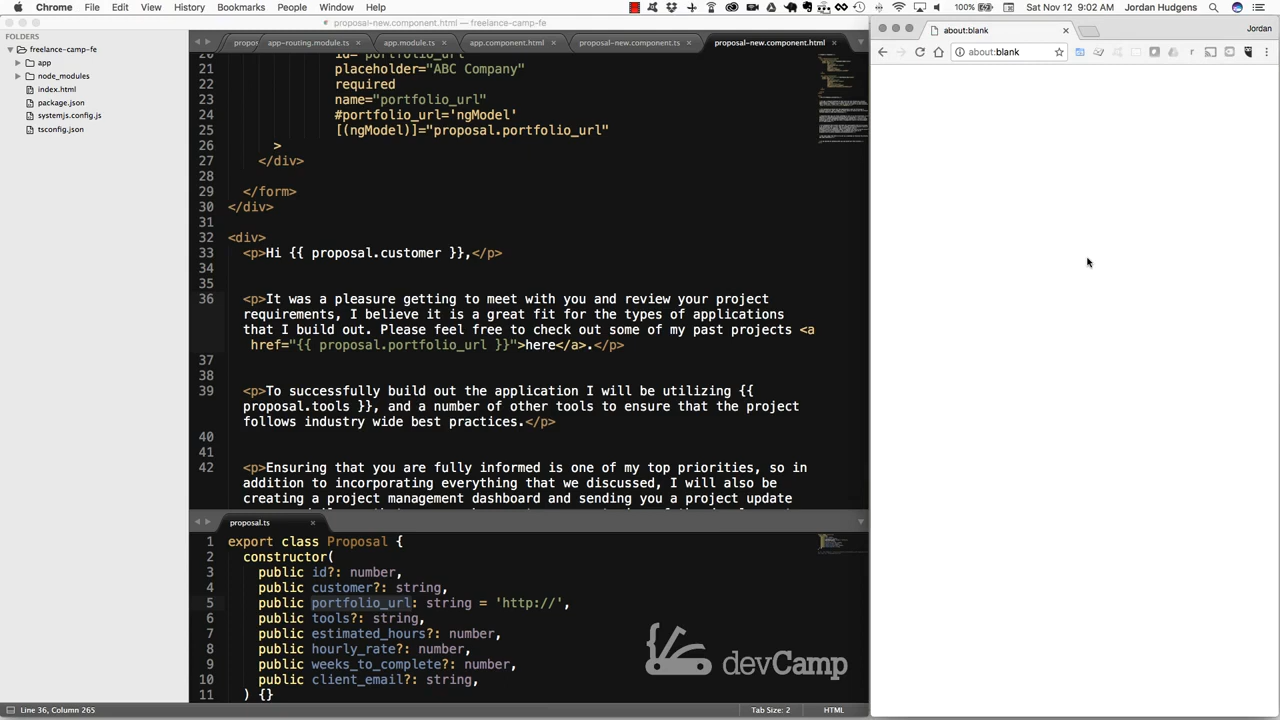 Chrome File Edit View History Bookmarks People Window Help
100% Sat Nov 12 9:02 AM Jordan Hudgens
proposal-new.component.html — freelance-camp-fe
FOLDERS
freelance-camp-fe
app
node_modules
index.html
package.json
systemjs.config.js
tsconfig.json
propos app-routing.module.ts app.module.ts app.component.html proposal-new.component.ts proposal-new.component.html
20 id="portfolio_url"
21 placeholder="ABC Company"
22 required
23 name="portfolio_url"
24 #portfolio_url='ngModel'
25 [(ngModel)]="proposal.portfolio_url"
26 >
27 </div>
28
29 </form>
30 </div>
31
32 <div>
33 <p>Hi {{ proposal.customer }},</p>
34
35
36 <p>It was a pleasure getting to meet with you and review your project
requirements, I believe it is a great fit for the types of applications
that I build out. Please feel free to check out some of my past projects <a
href="{{ proposal.portfolio_url }}">here</a>.</p>
37
38
39 <p>To successfully build out the application I will be utilizing {{
proposal.tools }}, and a number of other tools to ensure that the project
follows industry wide best practices.</p>
40
41
42 <p>Ensuring that you are fully informed is one of my top priorities, so in
addition to incorporating everything that we discussed, I will also be
creating a project management dashboard and sending you a project update
proposal.ts
1 export class Proposal {
2 constructor(
3 public id?: number,
4 public customer?: string,
5 public portfolio_url: string = 'http://',
6 public tools?: string,
7 public estimated_hours?: number,
8 public hourly_rate?: number,
9 public weeks_to_complete?: number,
10 public client_email?: string,
11 ) {}
devCamp
Line 36, Column 265
Tab Size: 2 HTML
about:blank
Jordan
about:blank